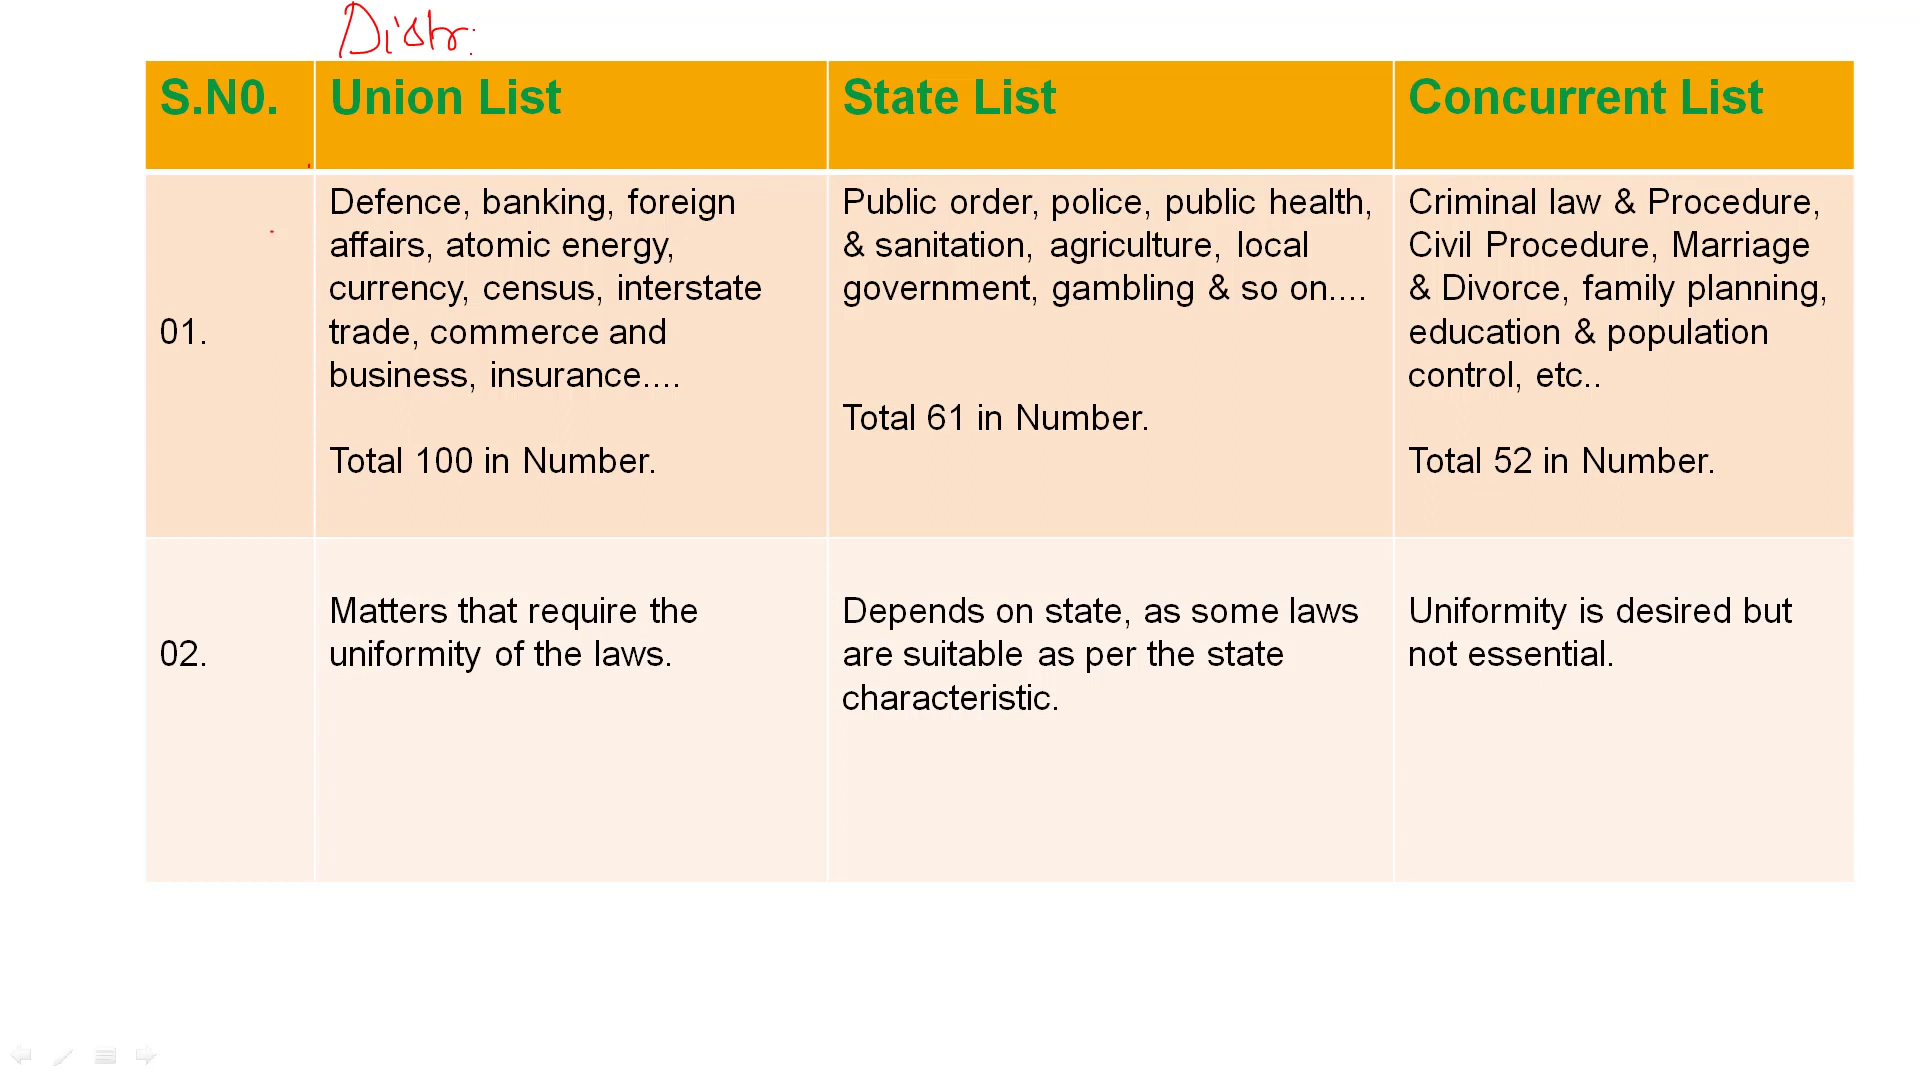 Distr.
S.N0.
Union List
State List
Concurrent List
01.
Defence, banking, foreign
affairs, atomic energy,
currency, census, interstate
trade, commerce and
business, insurance....
Total 100 in Number.
Public order, police, public health,
& sanitation, agriculture, local
government, gambling & so on....
Total 61 in Number.
Criminal law & Procedure,
Civil Procedure, Marriage
& Divorce, family planning,
education & population
control, etc..
Total 52 in Number.
02.
Matters that require the
uniformity of the laws.
Depends on state, as some laws
are suitable as per the state
characteristic.
Uniformity is desired but
not essential.